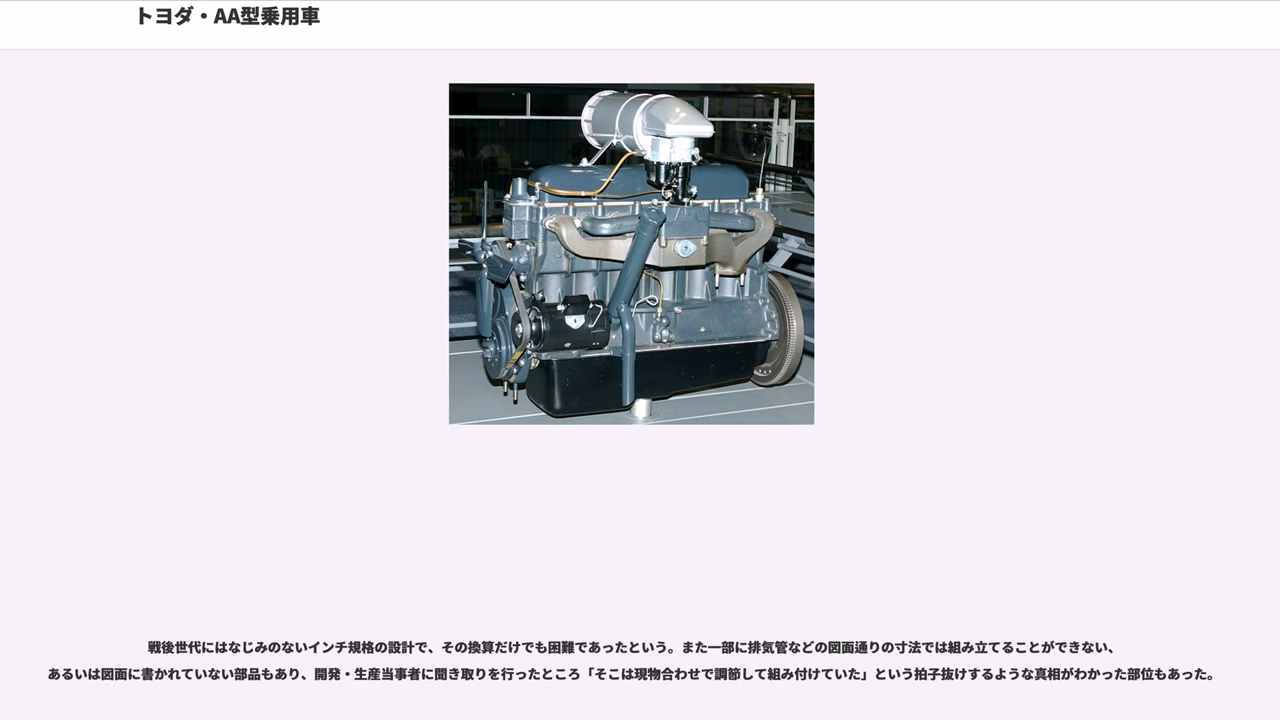 トヨダ・AA型乗用車
戦後世代にはなじみのないインチ規格の設計で、その換算だけでも困難であったという。また一部に排気管などの図面通りの寸法では組み立てることができない、
あるいは図面に書かれていない部品もあり、開発・生産当事者に聞き取りを行ったところ「そこは現物合わせで調節して組み付けていた」という拍子抜けするような真相がわかった部位もあった。